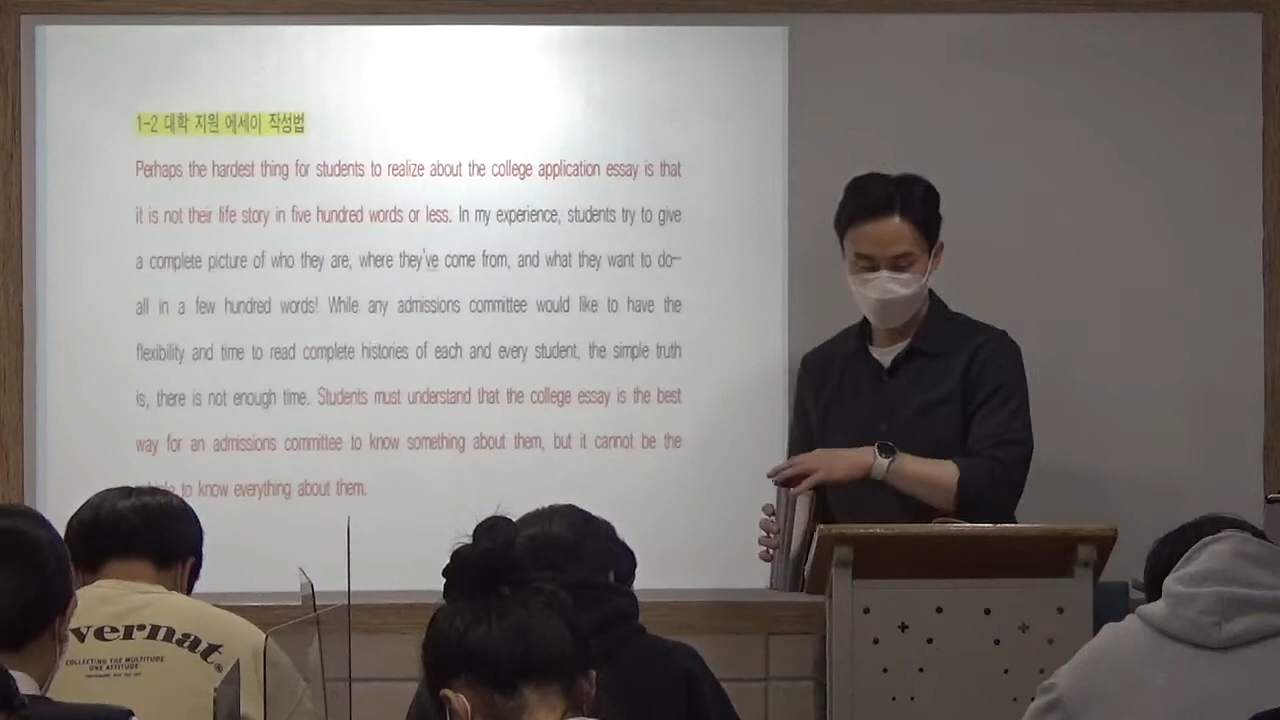 1-2 대학 지원 에세이 작성법
Perhaps the hardest thing for students to realize about the college application essay is that
it is not their life story in five hundred words or less. In my experience, students try to give
a complete picture of who they are, where they've come from, and what they want to do—
all in a few hundred words! While any admissions committee would like to have the
flexibility and time to read complete histories of each and every student, the simple truth
is, there is not enough time. Students must understand that the college essay is the best
way for an admissions committee to know something about them, but it cannot be the
to know everything about them.
vernat
COLLECTING THE MULTITUDE
ONE ATTITUDE